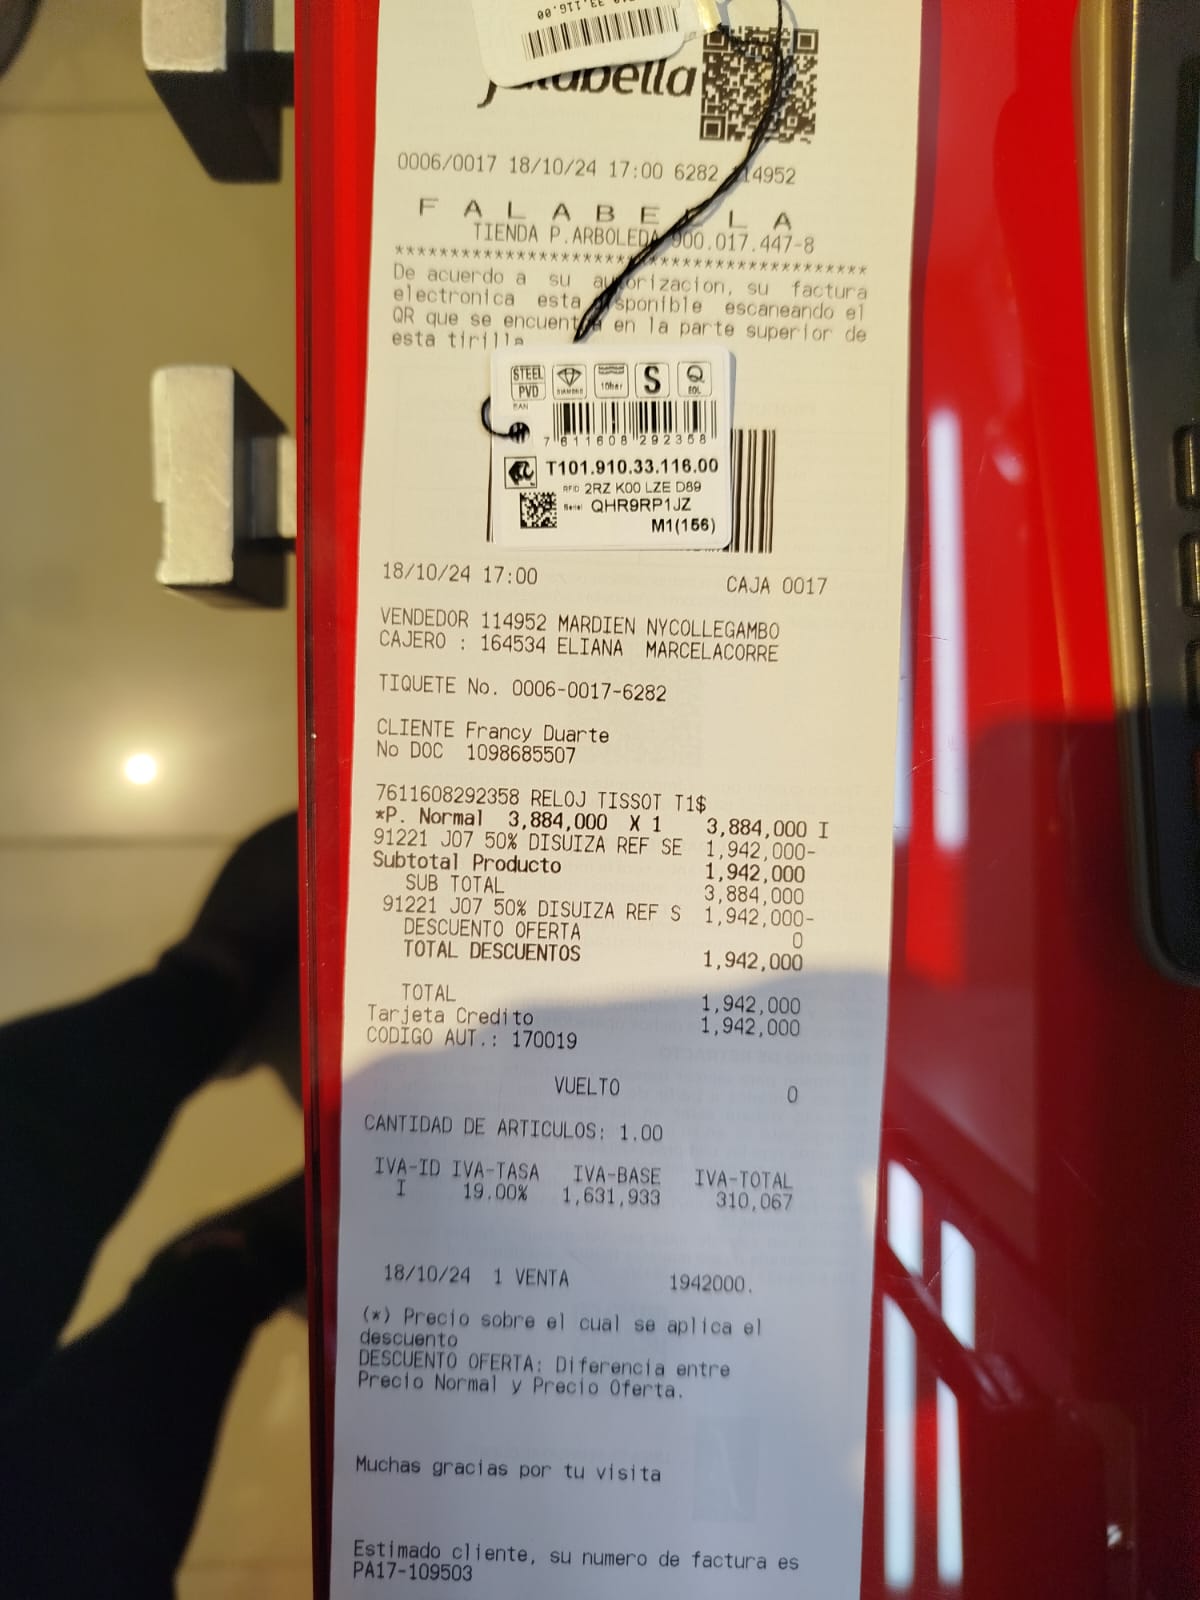 falabella
0006/0017 18/10/24 17:00 6282 114952
F A L A B E L L A
TIENDA P.ARBOLEDA 900.017.447-8
******************************************
De acuerdo a su autorizacion, su factura
electronica esta disponible escaneando el
QR que se encuentra en la parte superior de
esta tirilla
STEEL
PVD
DIAMOND
10bar
S
Q
EOL
EAN
7 611608 292358
T101.910.33.116.00
RFID 2RZ K00 LZE D89
Serial QHR9RP1JZ
M1(156)
18/10/24 17:00 CAJA 0017
VENDEDOR 114952 MARDIEN NYCOLLEGAMBO
CAJERO : 164534 ELIANA MARCELACORRE
TIQUETE No. 0006-0017-6282
CLIENTE Francy Duarte
No DOC 1098685507
7611608292358 RELOJ TISSOT T1$
*P. Normal 3,884,000 X 1 3,884,000 I
91221 J07 50% DISUIZA REF SE 1,942,000-
Subtotal Producto 1,942,000
SUB TOTAL 3,884,000
91221 J07 50% DISUIZA REF S 1,942,000-
DESCUENTO OFERTA 0
TOTAL DESCUENTOS 1,942,000
TOTAL 1,942,000
Tarjeta Credito 1,942,000
CODIGO AUT.: 170019
VUELTO 0
CANTIDAD DE ARTICULOS: 1.00
IVA-ID IVA-TASA IVA-BASE IVA-TOTAL
I 19.00% 1,631,933 310,067
18/10/24 1 VENTA 1942000.
(*) Precio sobre el cual se aplica el
descuento
DESCUENTO OFERTA: Diferencia entre
Precio Normal y Precio Oferta.
Muchas gracias por tu visita
Estimado cliente, su numero de factura es
PA17-109503